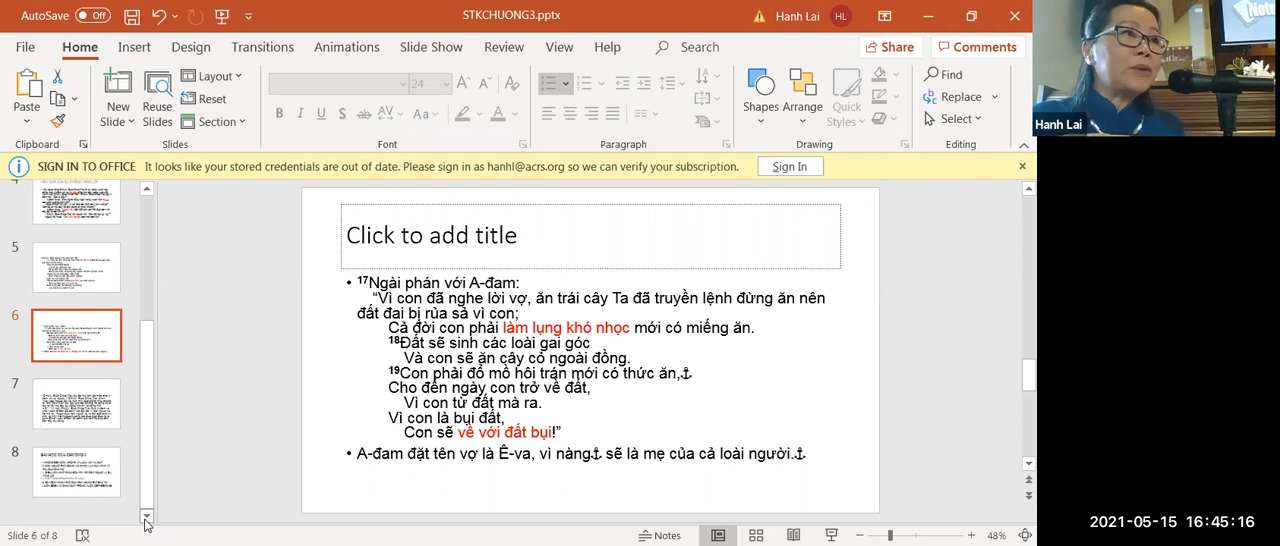 AutoSave Off STKCHUONG3.pptx Hanh Lai HL
File Home Insert Design Transitions Animations Slide Show Review View Help Search Share Comments
Paste
New Slide
Reuse Slides
Layout
Reset
Section
24
B I U S ab AV Aa A
Shapes
Arrange
Quick Styles
Find
Replace
Select
Clipboard Slides Font Paragraph Drawing Editing
Hanh Lai
SIGN IN TO OFFICE It looks like your stored credentials are out of date. Please sign in as hanhl@acrs.org so we can verify your subscription. Sign In
4
5
6
7
8
Click to add title
• 17Ngài phán với A-đam:
“Vì con đã nghe lời vợ, ăn trái cây Ta đã truyền lệnh đừng ăn nên
đất đai bị rủa sả vì con;
Cả đời con phải làm lụng khó nhọc mới có miếng ăn.
18Đất sẽ sinh các loài gai góc
Và con sẽ ăn cây cỏ ngoài đồng.
19Con phải đổ mồ hôi trán mới có thức ăn,⚓
Cho đến ngày con trở về đất,
Vì con từ đất mà ra.
Vì con là bụi đất,
Con sẽ về với đất bụi!”
• A-đam đặt tên vợ là Ê-va, vì nàng⚓ sẽ là mẹ của cả loài người.⚓
Slide 6 of 8 Notes 48%
2021-05-15 16:45:16